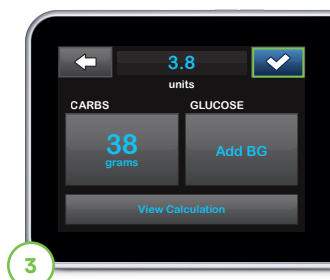 3.8
units
CARBS GLUCOSE
38
grams
Add BG
View Calculation
3